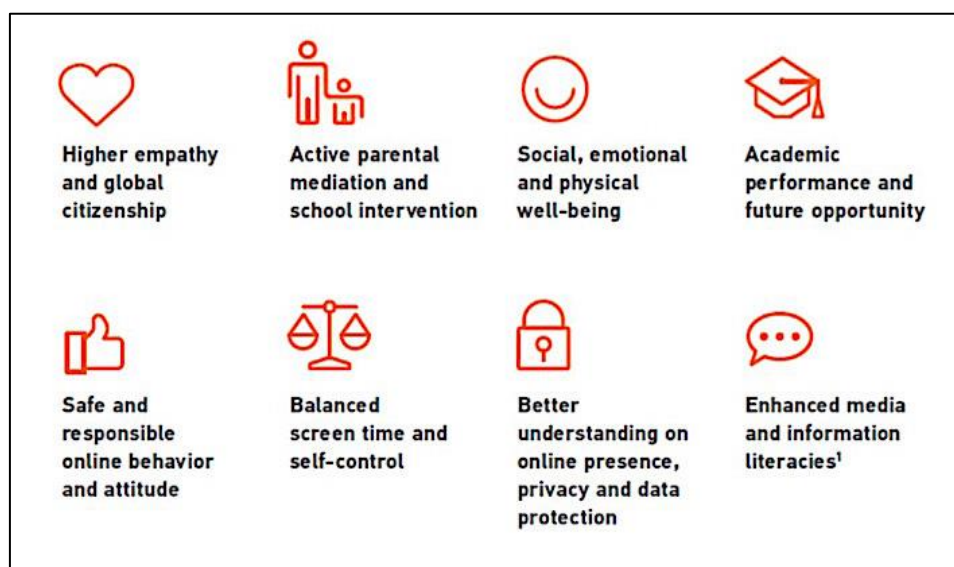 Higher empathy
and global
citizenship
Active parental
mediation and
school intervention
Social, emotional
and physical
well-being
Academic
performance and
future opportunity
Safe and
responsible
online behavior
and attitude
Balanced
screen time and
self-control
Better
understanding on
online presence,
privacy and data
protection
Enhanced media
and information
literacies¹